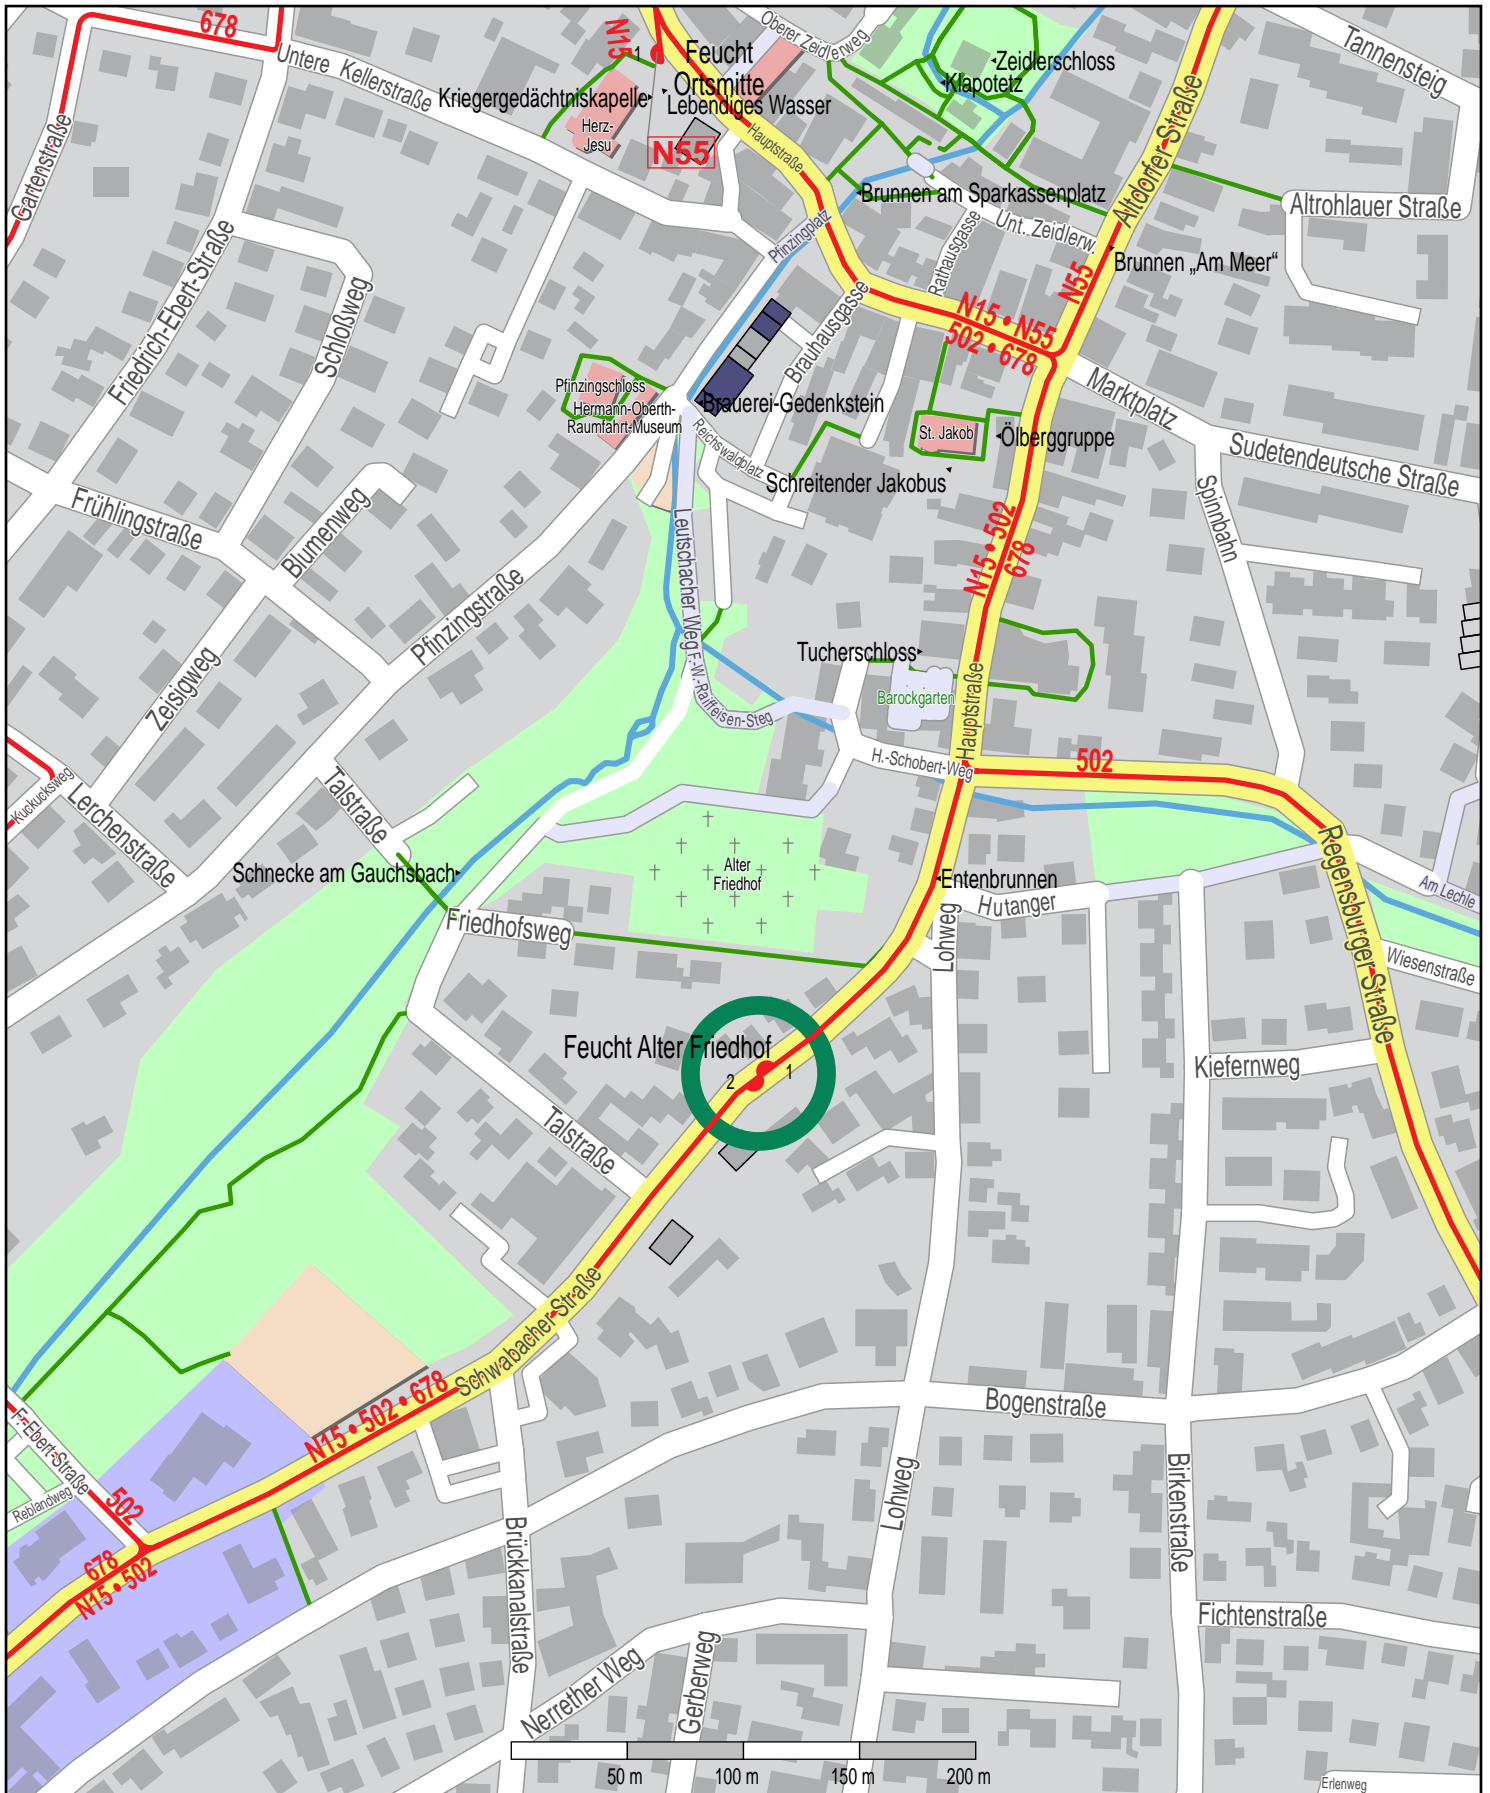 678
N15
1
Feucht
Ortsmitte
Oberer Zeidlerweg
Zeidlerschloss
Klapotetz
Tannensteig
Untere Kellerstraße
Kriegergedächtniskapelle
Lebendiges Wasser
Herz-
Jesu
N55
Hauptstraße
Gartenstraße
Altdorfer Straße
Brunnen am Sparkassenplatz
Altrohlauer Straße
Unt. Zeidlerw.
Rathausgasse
Pfinzingplatz
Brunnen „Am Meer“
N55
Friedrich-Ebert-Straße
Schloßweg
Brauhausgasse
N15 • N55
502 • 678
Pfinzingschloss
Hermann-Oberth-
Raumfahrt-Museum
Brauerei-Gedenkstein
Reichswaldplatz
St. Jakob
Ölberggruppe
Marktplatz
Sudetendeutsche Straße
Schreitender Jakobus
Spinnbahn
Frühlingstraße
Blumenweg
Leutschacher Weg
N15 • 502
678
Pfinzingstraße
Zeisigweg
Tucherschloss
F.-W.-Raiffeisen-Steg
Barockgarten
Hauptstraße
H.-Schobert-Weg
502
Kuckucksweg
Lerchenstraße
Talstraße
Schnecke am Gauchsbach
Alter
Friedhof
Entenbrunnen
Hutanger
Regensburger Straße
Am Lechle
Friedhofsweg
Lohweg
Wiesenstraße
Feucht Alter Friedhof
2
1
Kiefernweg
Talstraße
Schwabacher Straße
N15 • 502 • 678
Bogenstraße
F.-Ebert-Straße
Reblandweg
502
Lohweg
Birkenstraße
678
N15 • 502
Brückkanalstraße
Fichtenstraße
Nerrether Weg
Gerberweg
50 m
100 m
150 m
200 m
Erlenweg